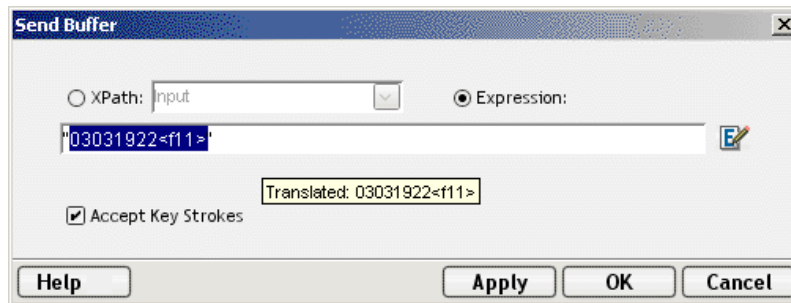 Send Buffer
XPath: Input Expression:
"03031922<f11>"
Translated: 03031922<f11>
Accept Key Strokes
Help Apply OK Cancel